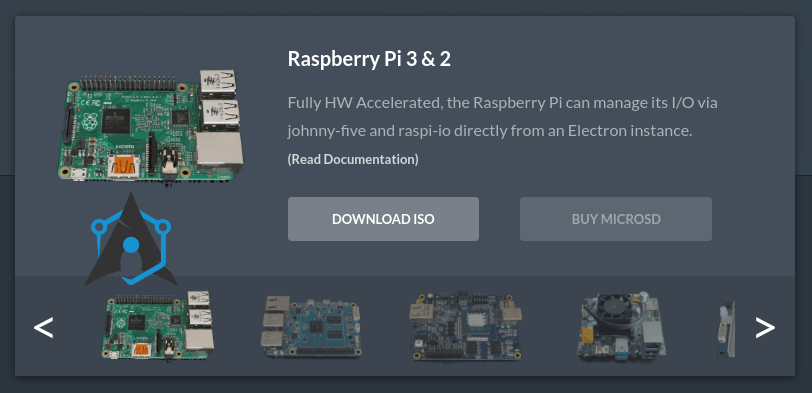 Raspberry Pi 3 & 2
Fully HW Accelerated, the Raspberry Pi can manage its I/O via
johnny-five and raspi-io directly from an Electron instance.
(Read Documentation)
DOWNLOAD ISO
BUY MICROSD
HDMI
< >